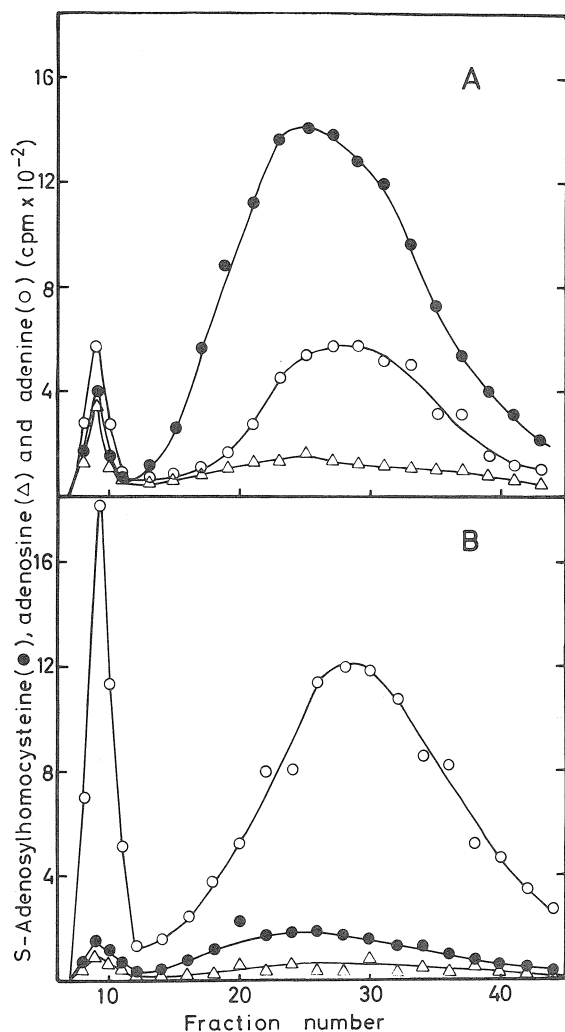 S-Adenosylhomocysteine (●), adenosine (△) and adenine (○) (cpm x 10⁻²)
A
16
12
8
4
B
16
12
8
4
10 20 30 40
Fraction number